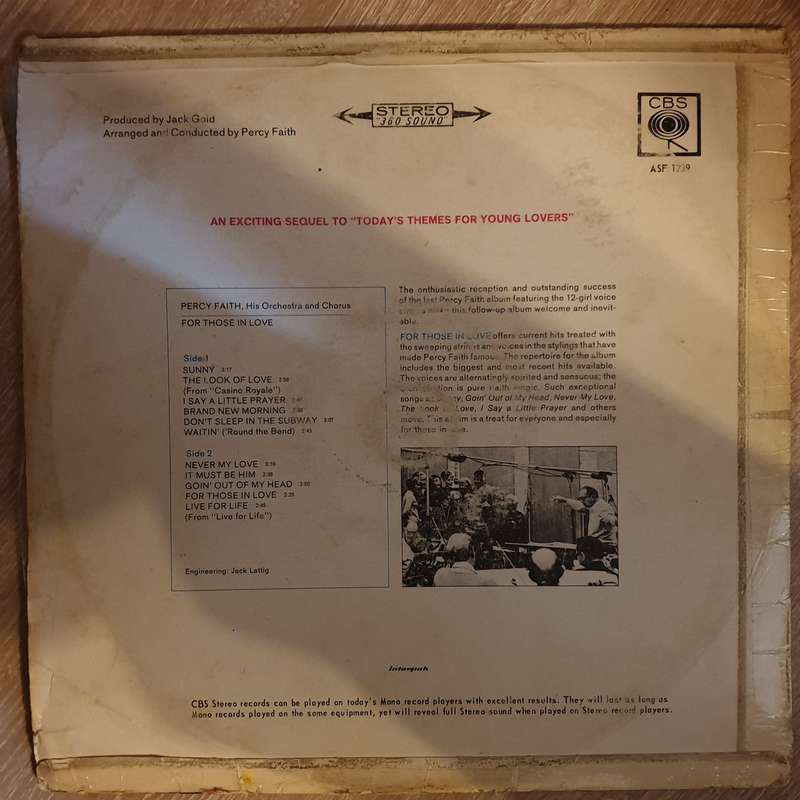 Produced by Jack Gold
Arranged and Conducted by Percy Faith
STEREO
"360 SOUND"
CBS
ASF 1239
AN EXCITING SEQUEL TO "TODAY'S THEMES FOR YOUNG LOVERS"
PERCY FAITH, His Orchestra and Chorus
FOR THOSE IN LOVE
Side 1
SUNNY 3:17
THE LOOK OF LOVE
(From "Casino Royale")
I SAY A LITTLE PRAYER
BRAND NEW MORNING
DON'T SLEEP IN THE SUBWAY 3:07
WAITIN' ('Round the Bend) 2:45
Side 2
NEVER MY LOVE
IT MUST BE HIM
GOIN' OUT OF MY HEAD
FOR THOSE IN LOVE
LIVE FOR LIFE 2:45
(From "Live for Life")
Engineering: Jack Lattig
The enthusiastic reception and outstanding success
of the last Percy Faith album featuring the 12-girl voice
this follow-up album welcome and inevit-
able.
FOR THOSE IN LOVE offers current hits treated with
the sweeping strings and voices in the stylings that have
made Percy Faith famous. The repertoire for the album
includes the biggest and most recent hits available.
The voices are alternatingly spirited and sensuous; the
is pure Faith magic. Such exceptional
songs as Sunny, Goin' Out of My Head, Never My Love,
The Look of Love, I Say a Little Prayer and others
more. This album is a treat for everyone and especially
for those in love.
interpak
CBS Stereo records can be played on today's Mono record players with excellent results. They will last as long as
Mono records played on the same equipment, yet will reveal full Stereo sound when played on Stereo record players.